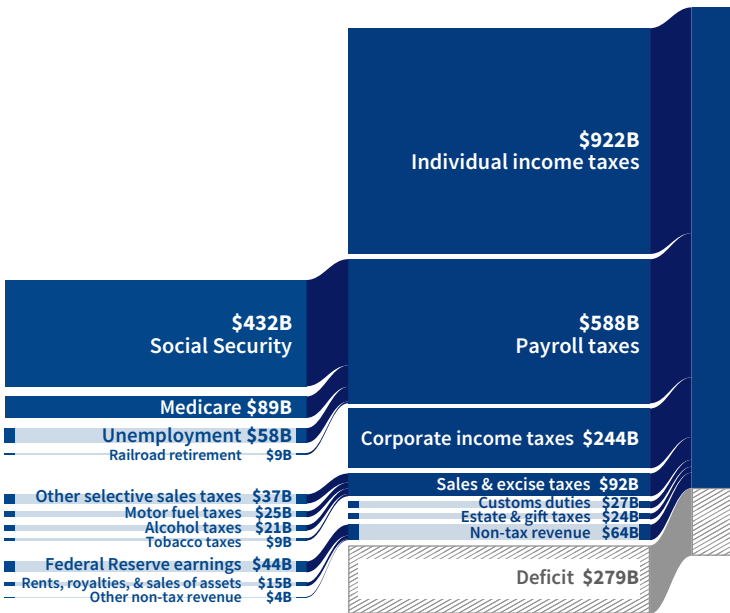 $922B
Individual income taxes
$432B
Social Security
$588B
Payroll taxes
Medicare $89B
Unemployment $58B
Railroad retirement $9B
Corporate income taxes $244B
Sales & excise taxes $92B
Other selective sales taxes $37B
Motor fuel taxes $25B
Alcohol taxes $21B
Tobacco taxes $9B
Customs duties $27B
Estate & gift taxes $24B
Non-tax revenue $64B
Federal Reserve earnings $44B
Rents, royalties, & sales of assets $15B
Other non-tax revenue $4B
Deficit $279B